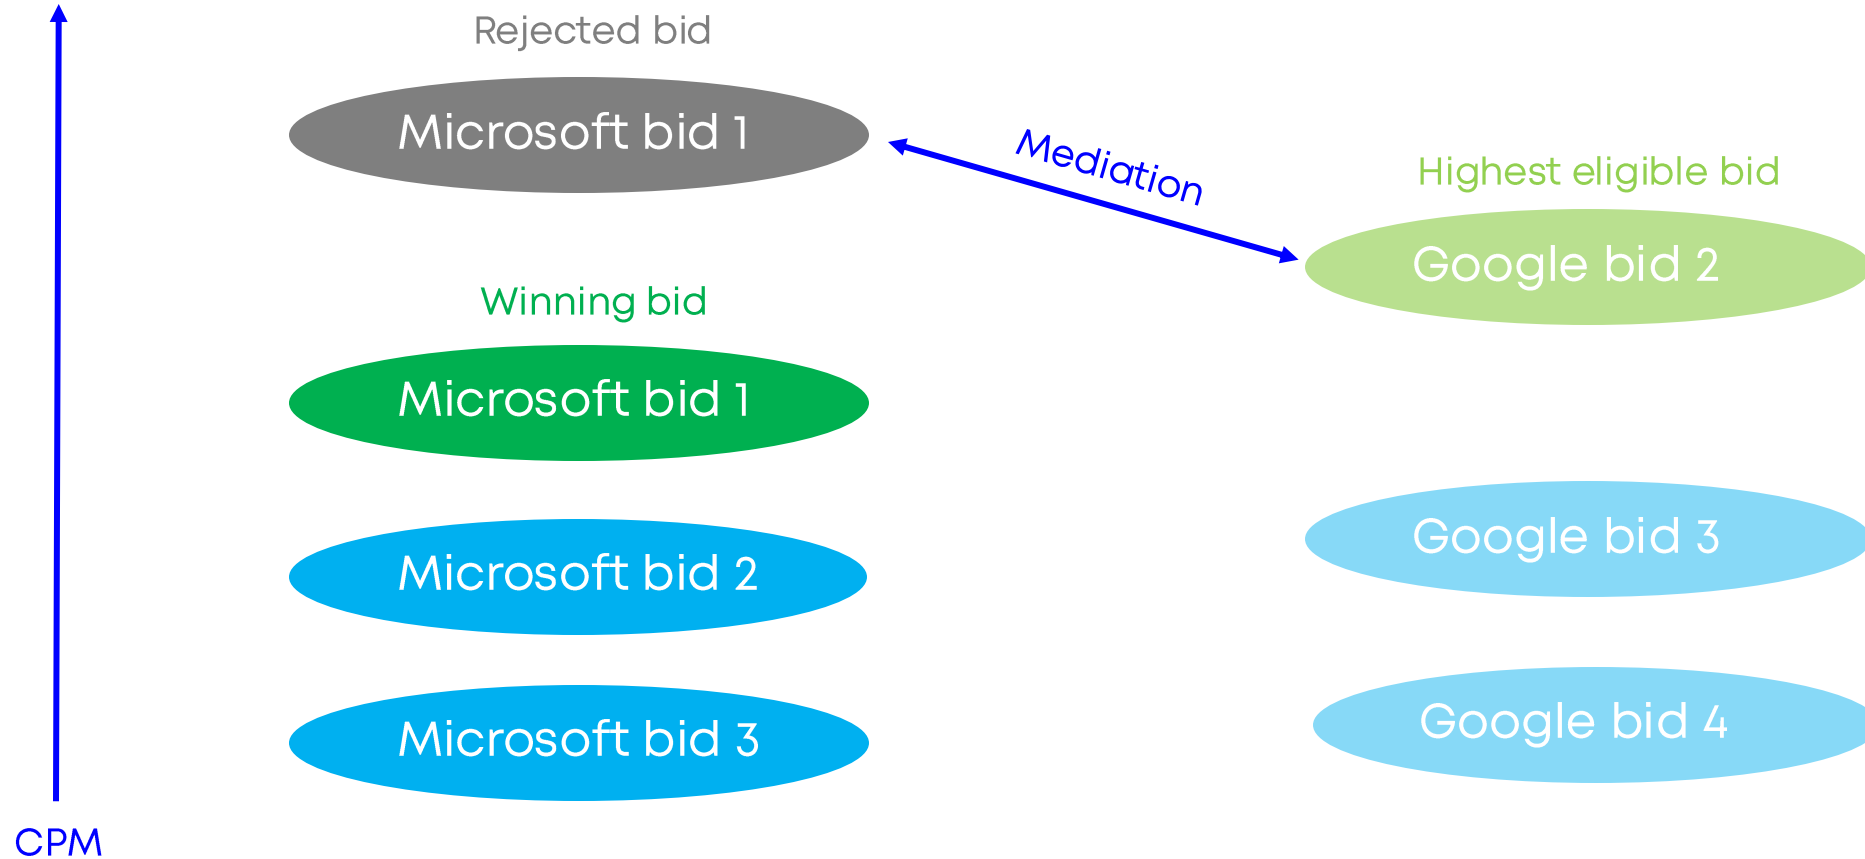 Rejected bid
Microsoft bid 1
Mediation
Highest eligible bid
Google bid 2
Winning bid
Microsoft bid 1
Google bid 3
Microsoft bid 2
Google bid 4
Microsoft bid 3
CPM